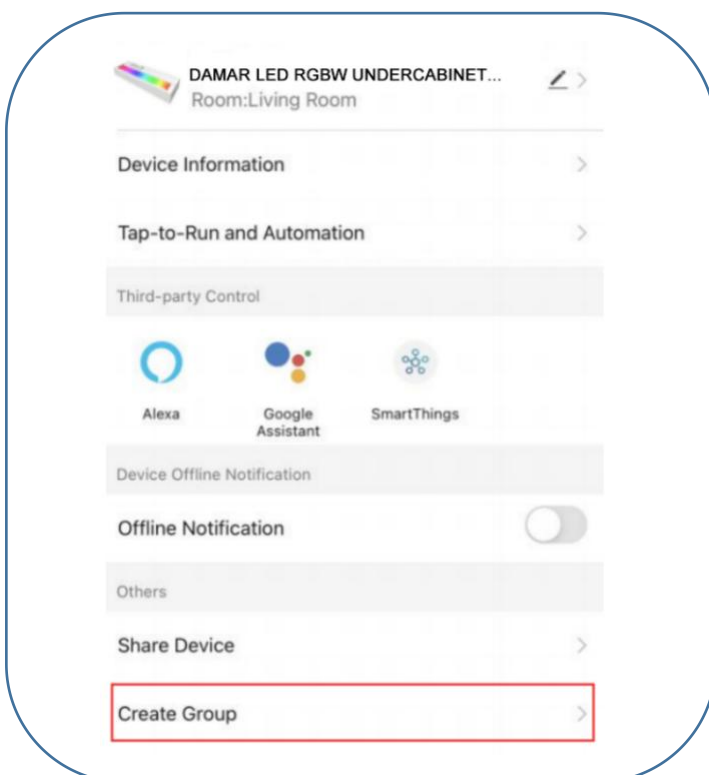 DAMAR LED RGBW UNDERCABINET...
Room:Living Room
Device Information
Tap-to-Run and Automation
Third-party Control
Alexa
Google
Assistant
SmartThings
Device Offline Notification
Offline Notification
Others
Share Device
Create Group